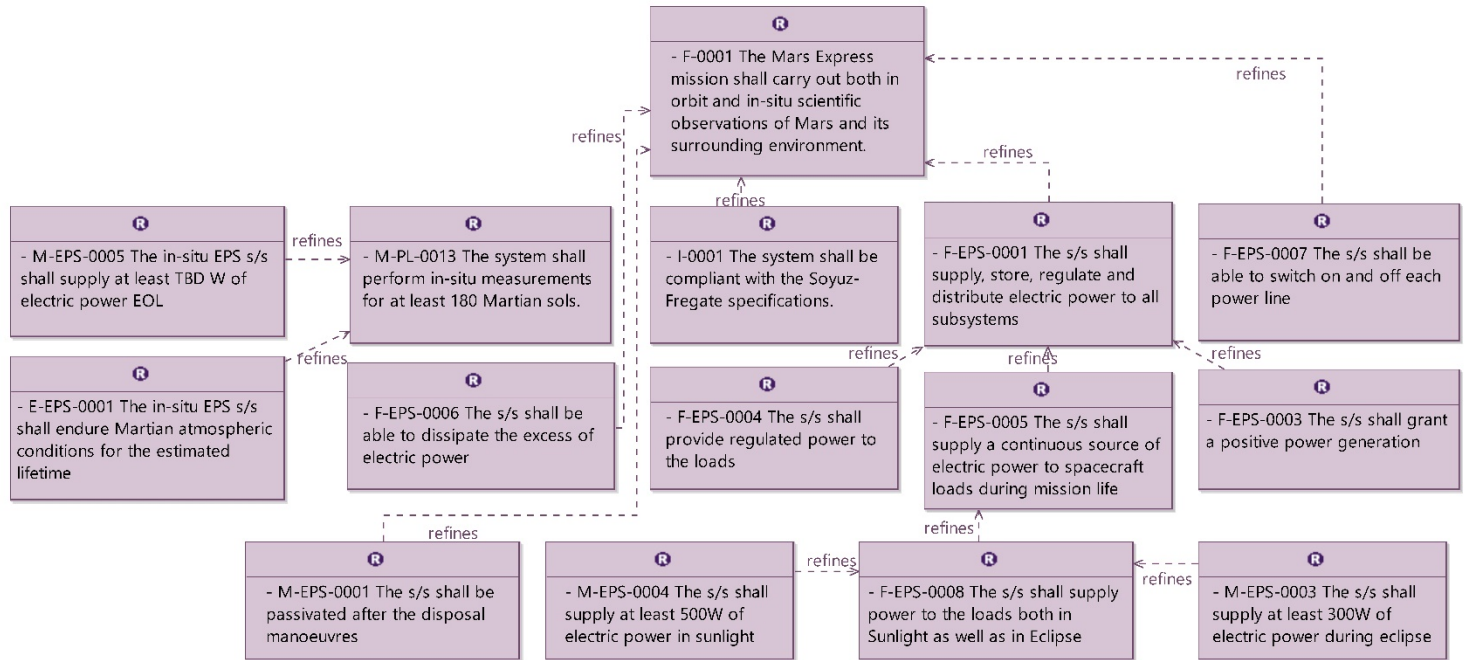 R
- F-0001 The Mars Express
mission shall carry out both in
orbit and in-situ scientific
observations of Mars and its
surrounding environment.
refines
refines
refines
refines
R
- M-EPS-0005 The in-situ EPS s/s
shall supply at least TBD W of
electric power EOL
refines
R
- M-PL-0013 The system shall
perform in-situ measurements
for at least 180 Martian sols.
R
- I-0001 The system shall be
compliant with the Soyuz-
Fregate specifications.
R
- F-EPS-0001 The s/s shall
supply, store, regulate and
distribute electric power to all
subsystems
R
- F-EPS-0007 The s/s shall be
able to switch on and off each
power line
refines
refines
refines
refines
R
- E-EPS-0001 The in-situ EPS s/s
shall endure Martian atmospheric
conditions for the estimated
lifetime
R
- F-EPS-0006 The s/s shall be
able to dissipate the excess of
electric power
R
- F-EPS-0004 The s/s shall
provide regulated power to
the loads
R
- F-EPS-0005 The s/s shall
supply a continuous source of
electric power to spacecraft
loads during mission life
R
- F-EPS-0003 The s/s shall grant
a positive power generation
refines
refines
R
- M-EPS-0001 The s/s shall be
passivated after the disposal
manoeuvres
R
- M-EPS-0004 The s/s shall
supply at least 500W of
electric power in sunlight
refines
R
- F-EPS-0008 The s/s shall supply
power to the loads both in
Sunlight as well as in Eclipse
refines
R
- M-EPS-0003 The s/s shall
supply at least 300W of
electric power during eclipse